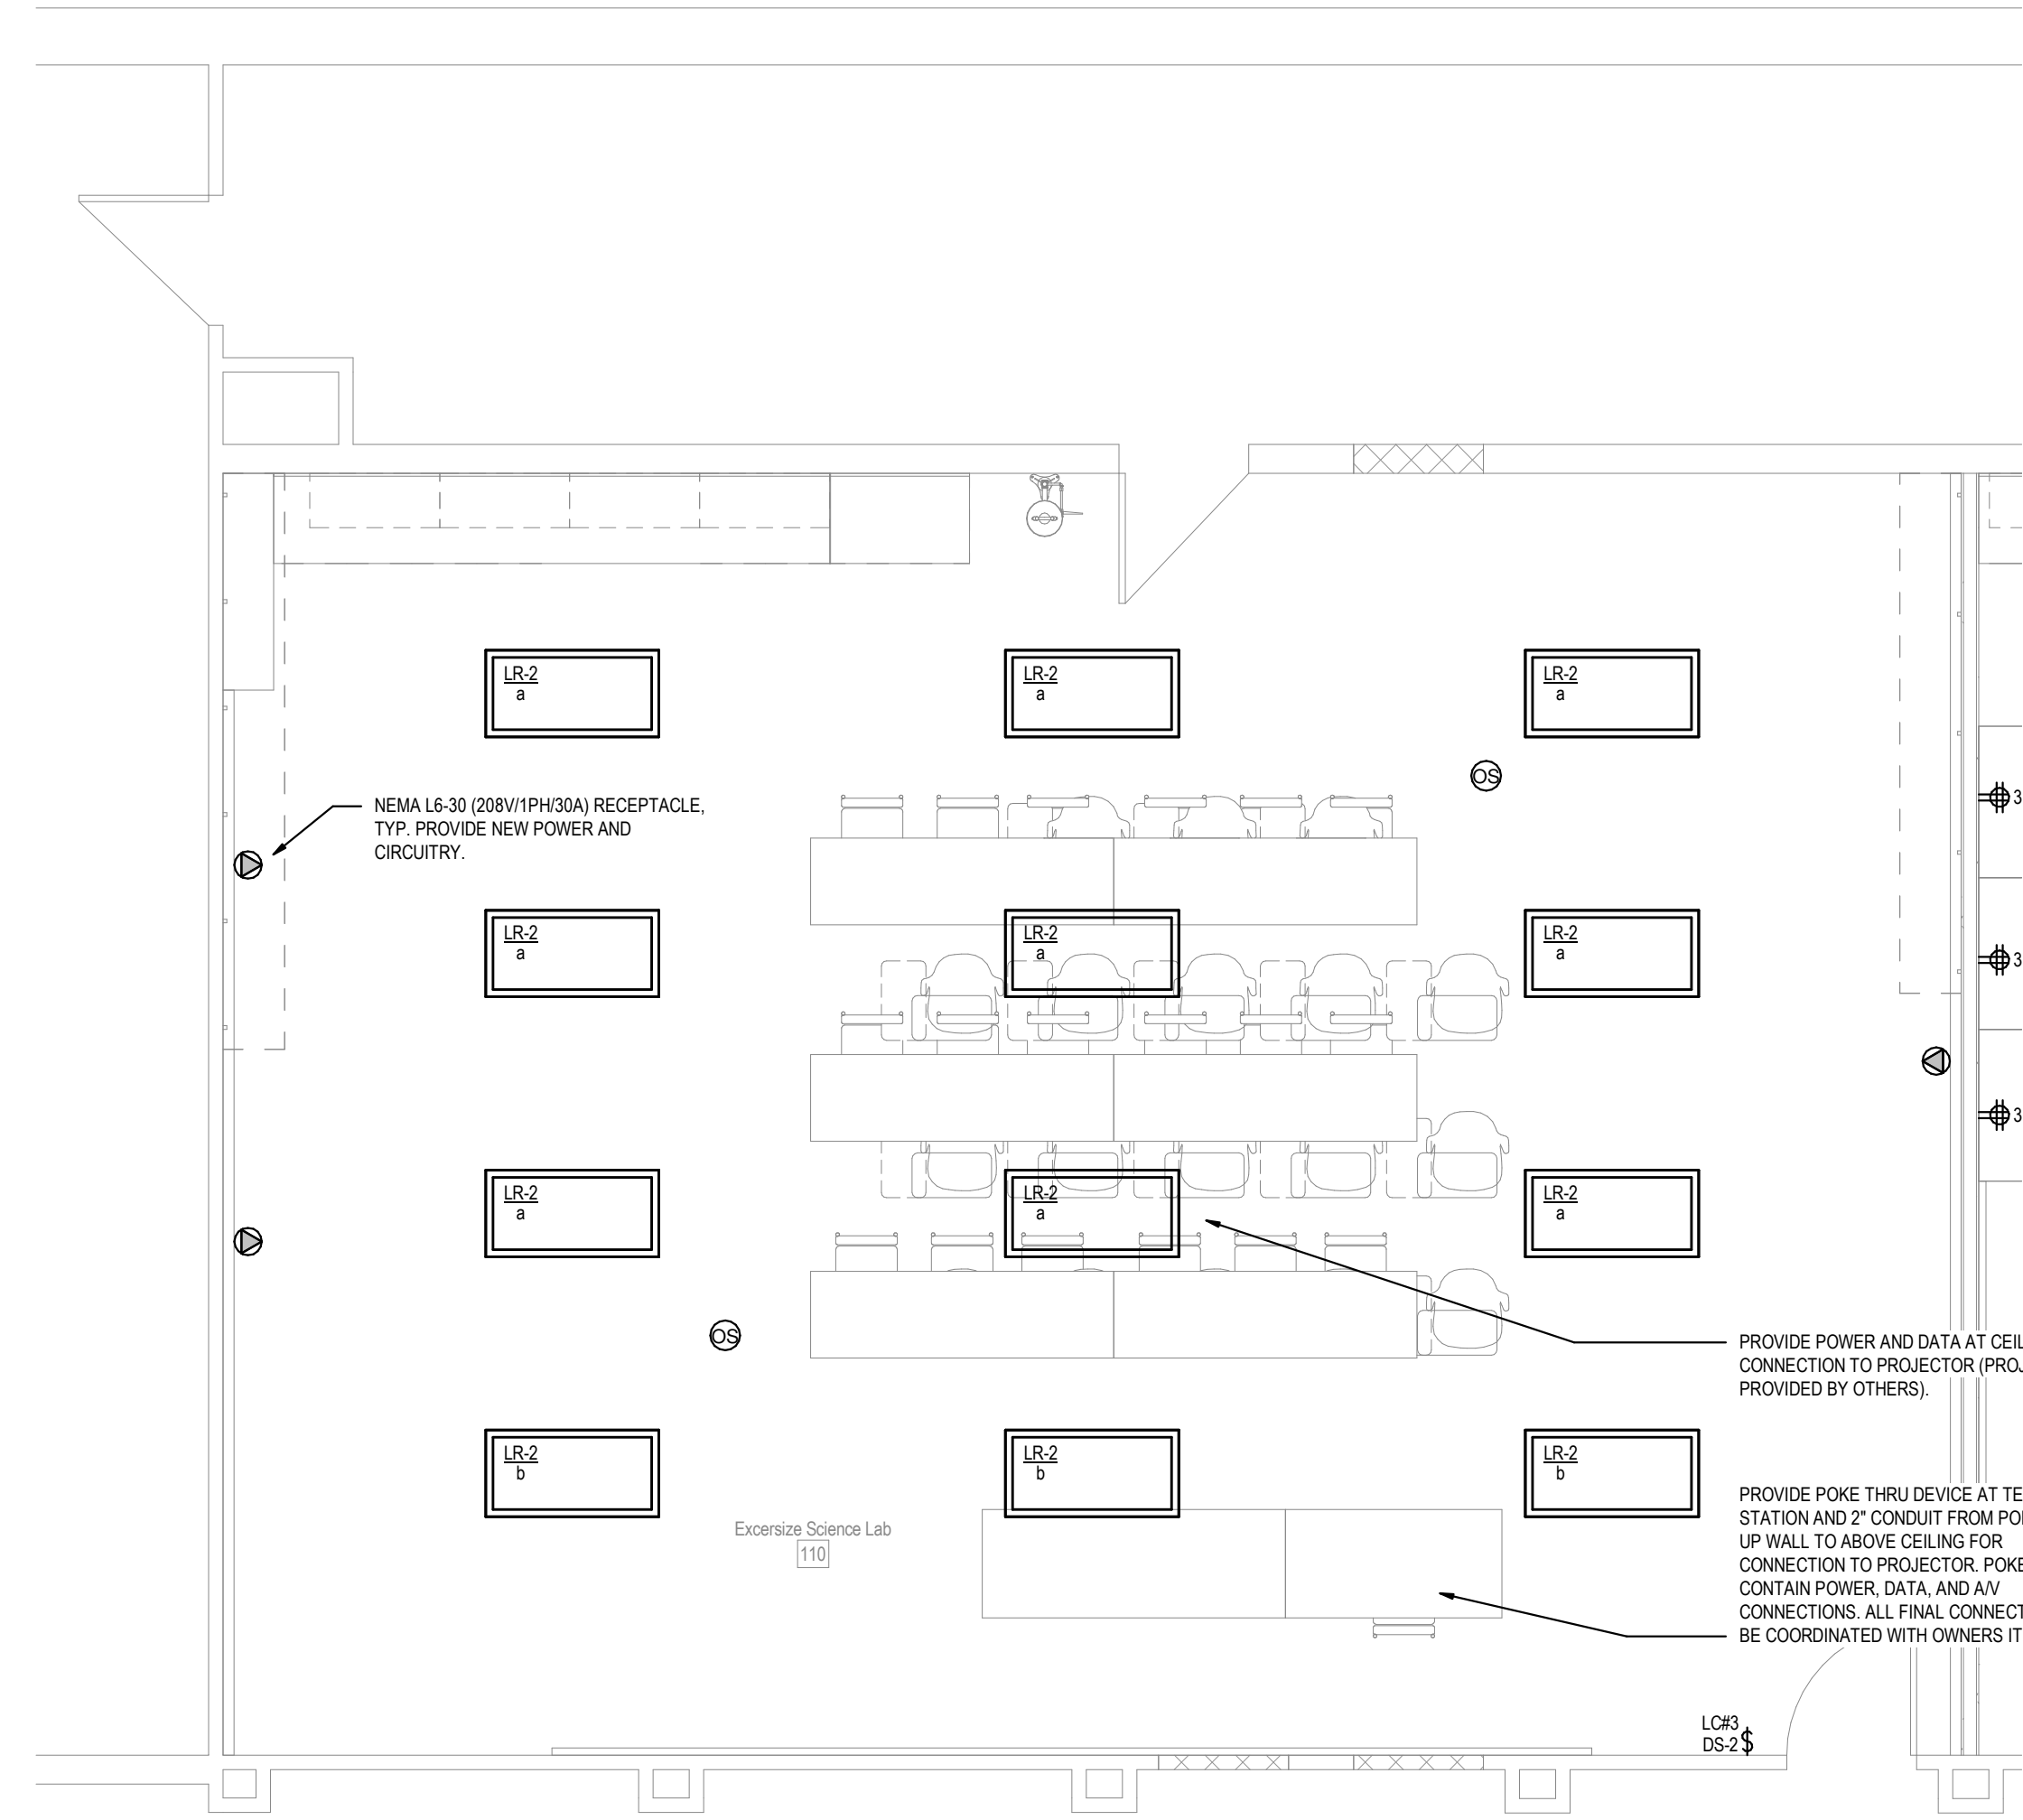 LR-2
a
LR-2
a
LR-2
a
OS
NEMA L6-30 (208V/1PH/30A) RECEPTACLE,
TYP. PROVIDE NEW POWER AND
CIRCUITRY.
3
LR-2
a
LR-2
a
LR-2
a
3
3
LR-2
a
LR-2
a
LR-2
a
OS
PROVIDE POWER AND DATA AT CEIL
CONNECTION TO PROJECTOR (PROJ
PROVIDED BY OTHERS).
LR-2
b
LR-2
b
LR-2
b
Excersize Science Lab
110
PROVIDE POKE THRU DEVICE AT TE
STATION AND 2" CONDUIT FROM POK
UP WALL TO ABOVE CEILING FOR
CONNECTION TO PROJECTOR. POKE
CONTAIN POWER, DATA, AND A/V
CONNECTIONS. ALL FINAL CONNECT
BE COORDINATED WITH OWNERS IT
LC#3
DS-2 $